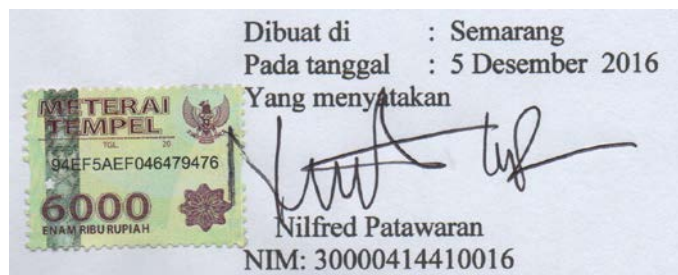 Dibuat di : Semarang
Pada tanggal : 5 Desember 2016
Yang menyatakan
METERAI
TEMPEL
TGL. 20
94EF5AEF046479476
6000
ENAM RIBU RUPIAH
Nilfred Patawaran
NIM: 30000414410016